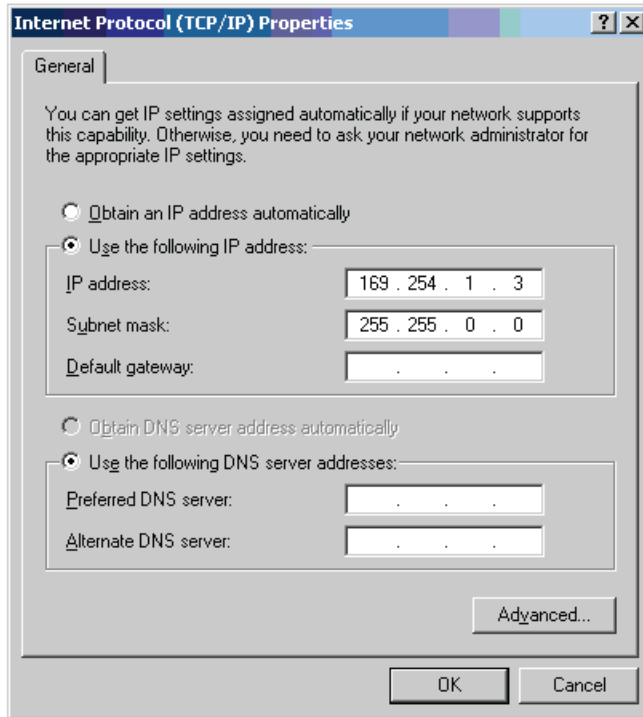 Internet Protocol (TCP/IP) Properties
General
You can get IP settings assigned automatically if your network supports
this capability. Otherwise, you need to ask your network administrator for
the appropriate IP settings.
Obtain an IP address automatically
Use the following IP address:
IP address: 169 . 254 . 1 . 3
Subnet mask: 255 . 255 . 0 . 0
Default gateway: . . .
Obtain DNS server address automatically
Use the following DNS server addresses:
Preferred DNS server: . . .
Alternate DNS server: . . .
Advanced...
OK Cancel